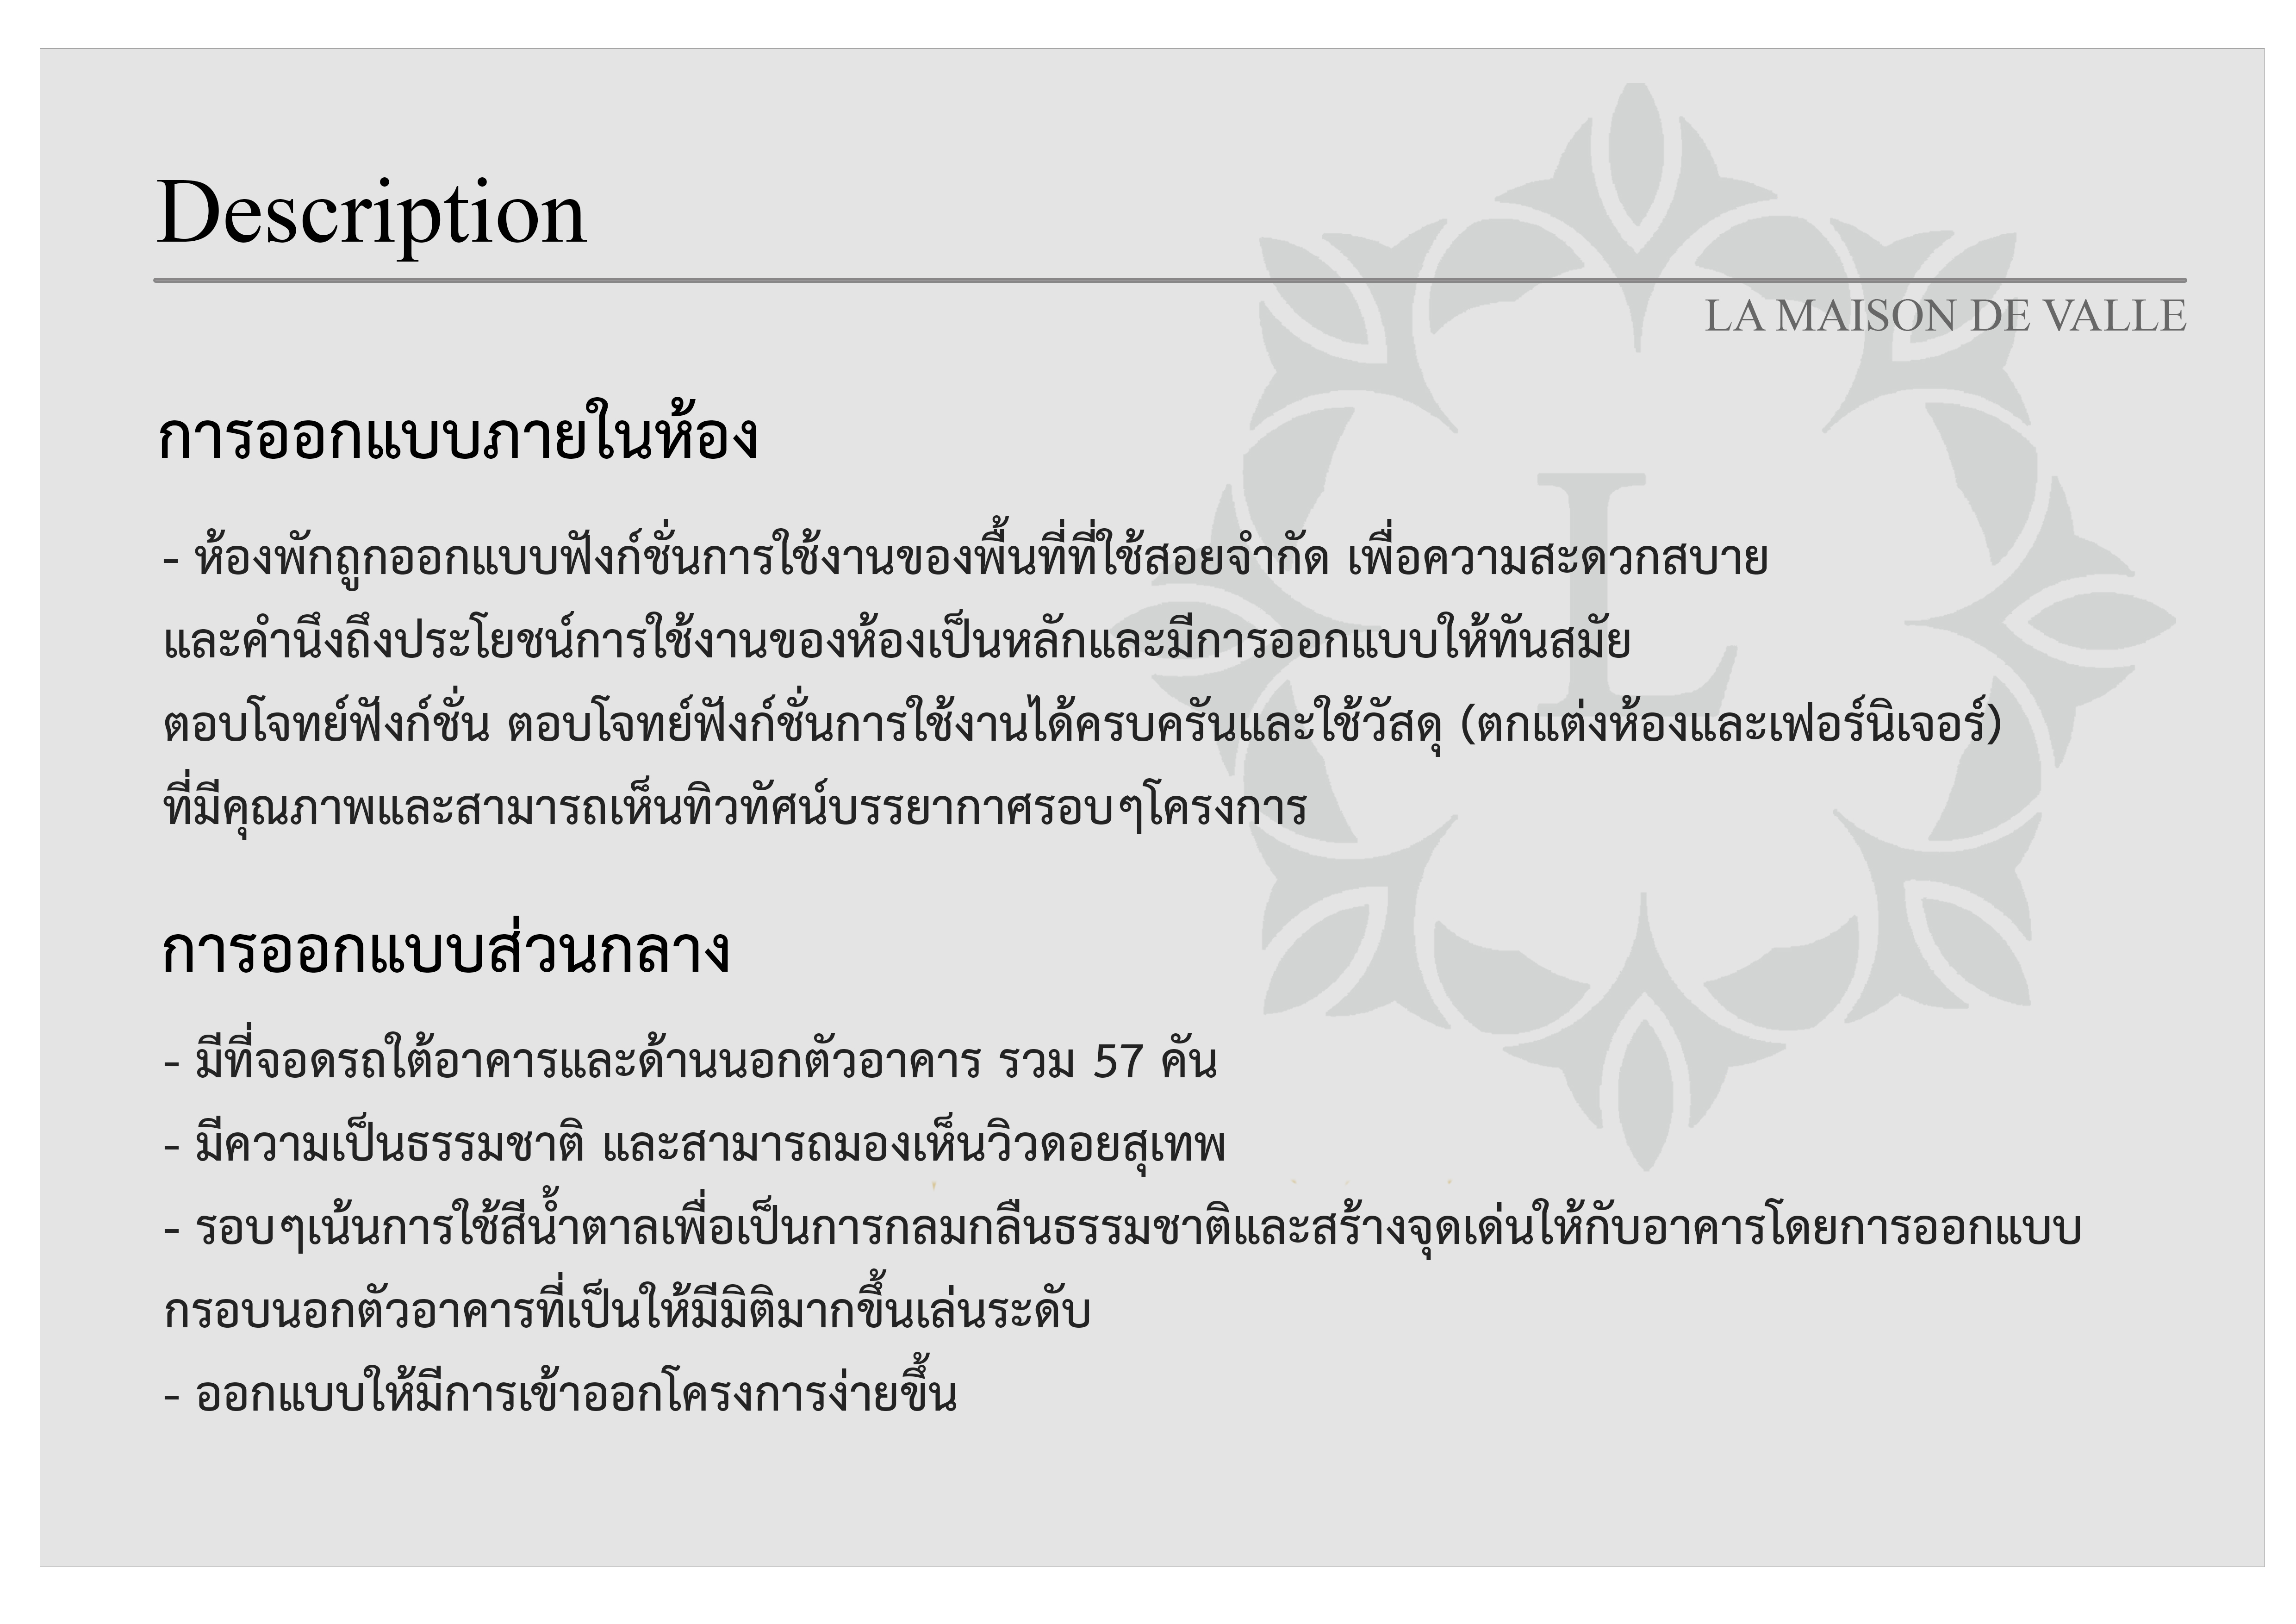 Description
LA MAISON DE VALLE
การออกแบบภายในห้อง
- ห้องพักถูกออกแบบฟังก์ชั่นการใช้งานของพื้นที่ที่ใช้สอยจำกัด เพื่อความสะดวกสบาย
และคำนึงถึงประโยชน์การใช้งานของห้องเป็นหลักและมีการออกแบบให้ทันสมัย
ตอบโจทย์ฟังก์ชั่น ตอบโจทย์ฟังก์ชั่นการใช้งานได้ครบครันและใช้วัสดุ (ตกแต่งห้องและเฟอร์นิเจอร์)
ที่มีคุณภาพและสามารถเห็นทิวทัศน์บรรยากาศรอบๆโครงการ
L
การออกแบบส่วนกลาง
- มีที่จอดรถใต้อาคารและด้านนอกตัวอาคาร รวม 57 คัน
- มีความเป็นธรรมชาติ และสามารถมองเห็นวิวดอยสุเทพ
- รอบๆเน้นการใช้สีน้ำตาลเพื่อเป็นการกลมกลืนธรรมชาติและสร้างจุดเด่นให้กับอาคารโดยการออกแบบ
กรอบนอกตัวอาคารที่เป็นให้มีมิติมากขึ้นเล่นระดับ
- ออกแบบให้มีการเข้าออกโครงการง่ายขึ้น